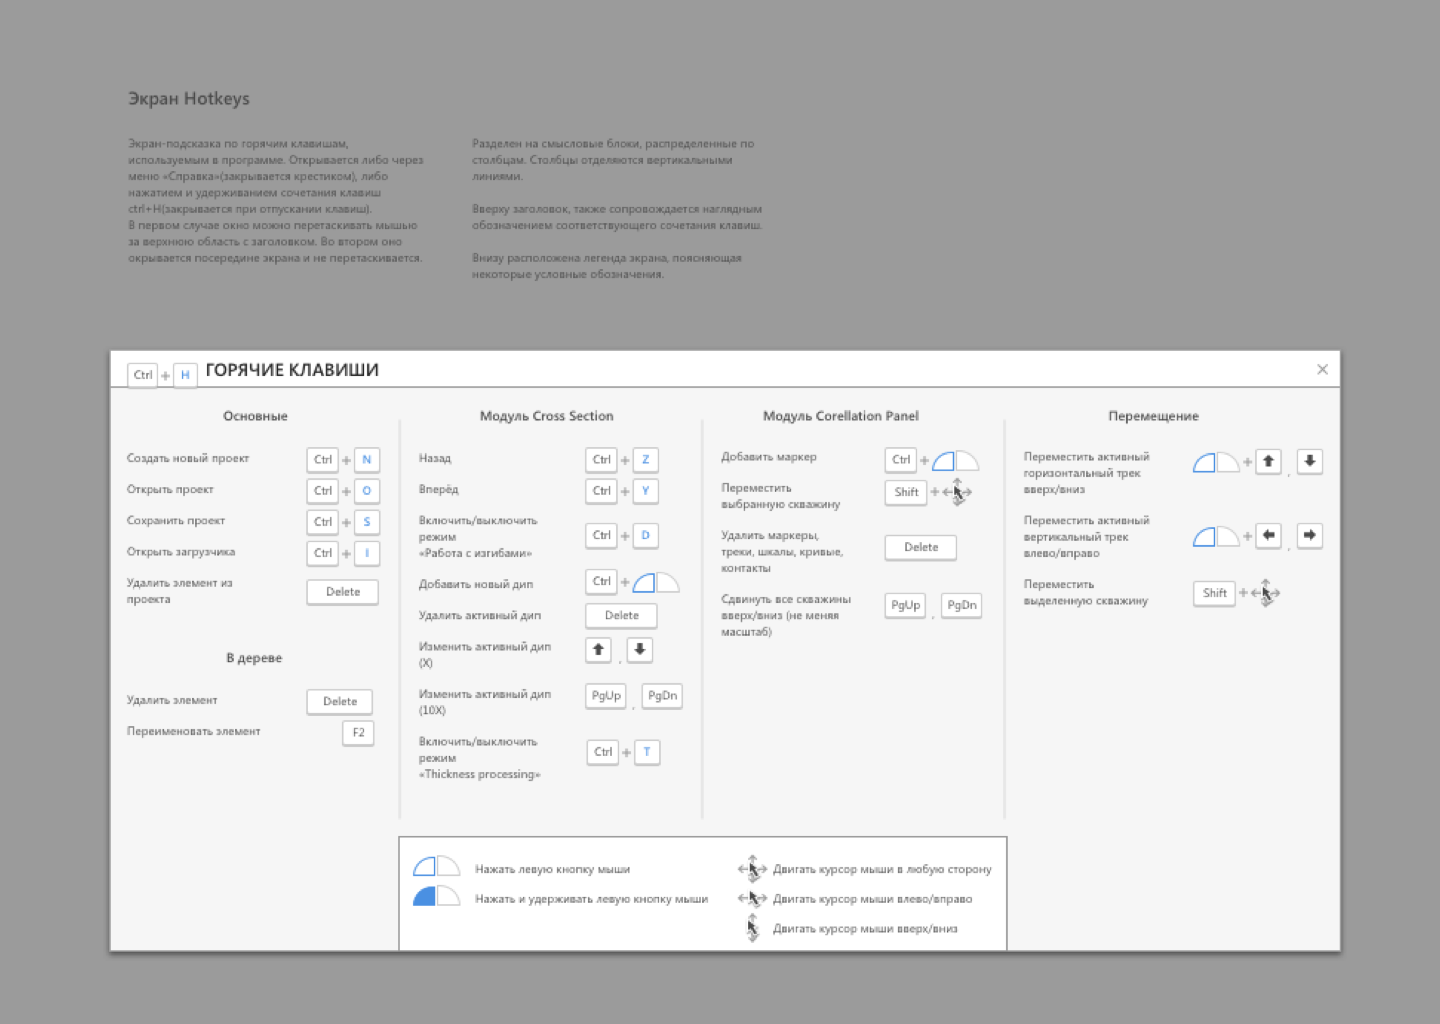 Экран Hotkeys
Экран-подсказка по горячим клавишам,
используемым в программе. Открывается либо через
меню «Справка»(закрывается крестиком), либо
нажатием и удерживанием сочетания клавиш
ctrl+H(закрывается при отпускании клавиш).
В первом случае окно можно перетаскивать мышью
за верхнюю область с заголовком. Во втором оно
окрывается посередине экрана и не перетаскивается.
Разделен на смысловые блоки, распределенные по
столбцам. Столбцы отделяются вертикальными
линиями.
Вверху заголовок, также сопровождается наглядным
обозначением соответствующего сочетания клавиш.
Внизу расположена легенда экрана, поясняющая
некоторые условные обозначения.
Ctrl + H ГОРЯЧИЕ КЛАВИШИ
Основные
Создать новый проект Ctrl + N
Открыть проект Ctrl + O
Сохранить проект Ctrl + S
Открыть загрузчика Ctrl + I
Удалить элемент из
проекта Delete
В дереве
Удалить элемент Delete
Переименовать элемент F2
Модуль Cross Section
Назад Ctrl + Z
Вперёд Ctrl + Y
Включить/выключить
режим Ctrl + D
«Работа с изгибами»
Добавить новый дип Ctrl +
Удалить активный дип Delete
Изменить активный дип ,
(X)
Изменить активный дип PgUp , PgDn
(10X)
Включить/выключить
режим Ctrl + T
«Thickness processing»
Модуль Corellation Panel
Добавить маркер Ctrl +
Переместить Shift +
выбранную скважину
Удалить маркеры,
треки, шкалы, кривые, Delete
контакты
Сдвинуть все скважины PgUp , PgDn
вверх/вниз (не меняя
масштаб)
Перемещение
Переместить активный + ,
горизонтальный трек
вверх/вниз
Переместить активный
вертикальный трек + ,
влево/вправо
Переместить Shift +
выделенную скважину
Нажать левую кнопку мыши
Нажать и удерживать левую кнопку мыши
Двигать курсор мыши в любую сторону
Двигать курсор мыши влево/вправо
Двигать курсор мыши вверх/вниз